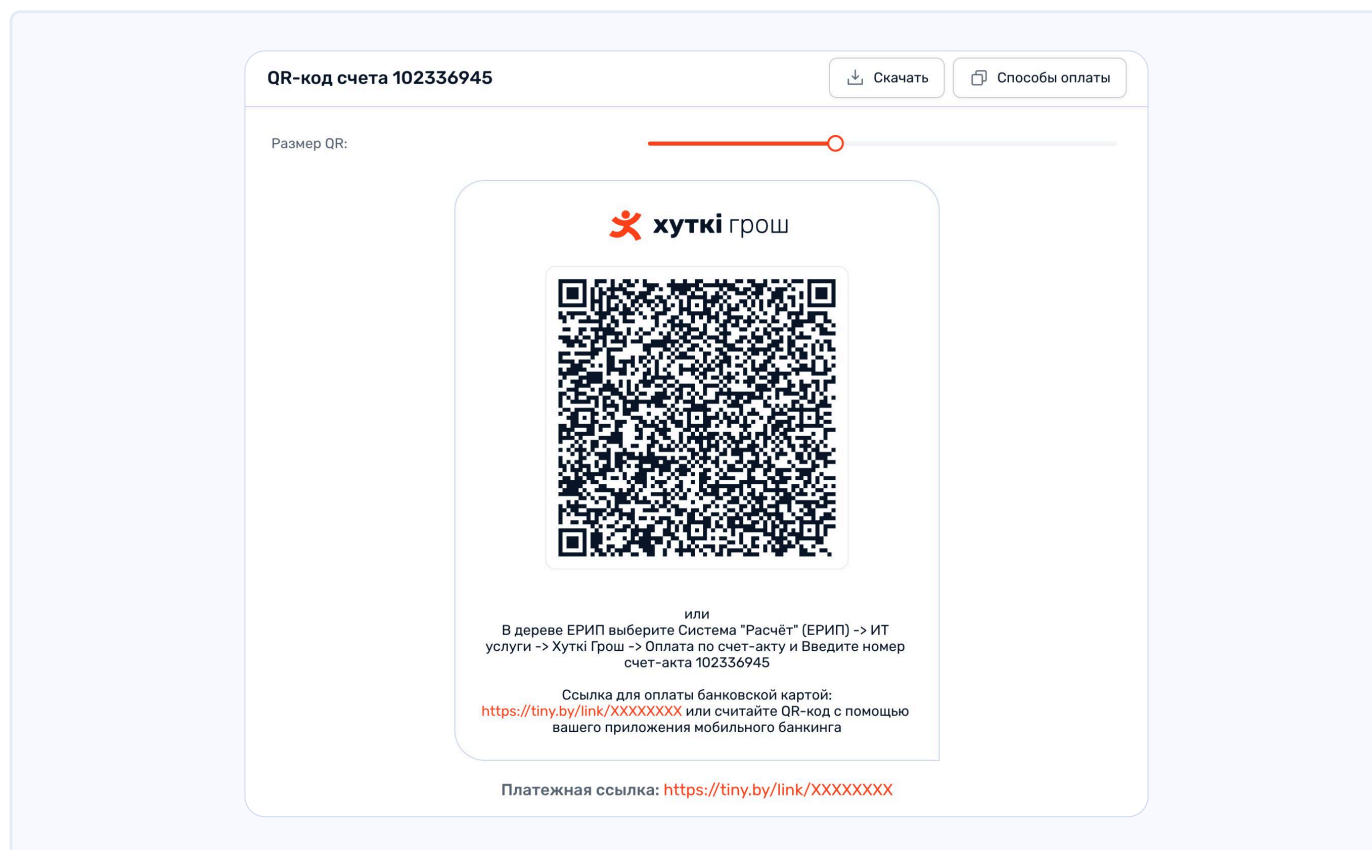 QR-код счета 102336945
Скачать
Способы оплаты
Размер QR:
хуткі грош
или
В дереве ЕРИП выберите Система "Расчёт" (ЕРИП) -> ИТ
услуги -> Хуткі Грош -> Оплата по счет-акту и Введите номер
счет-акта 102336945
Ссылка для оплаты банковской картой:
https://tiny.by/link/XXXXXXXX или считайте QR-код с помощью
вашего приложения мобильного банкинга
Платежная ссылка: https://tiny.by/link/XXXXXXXX